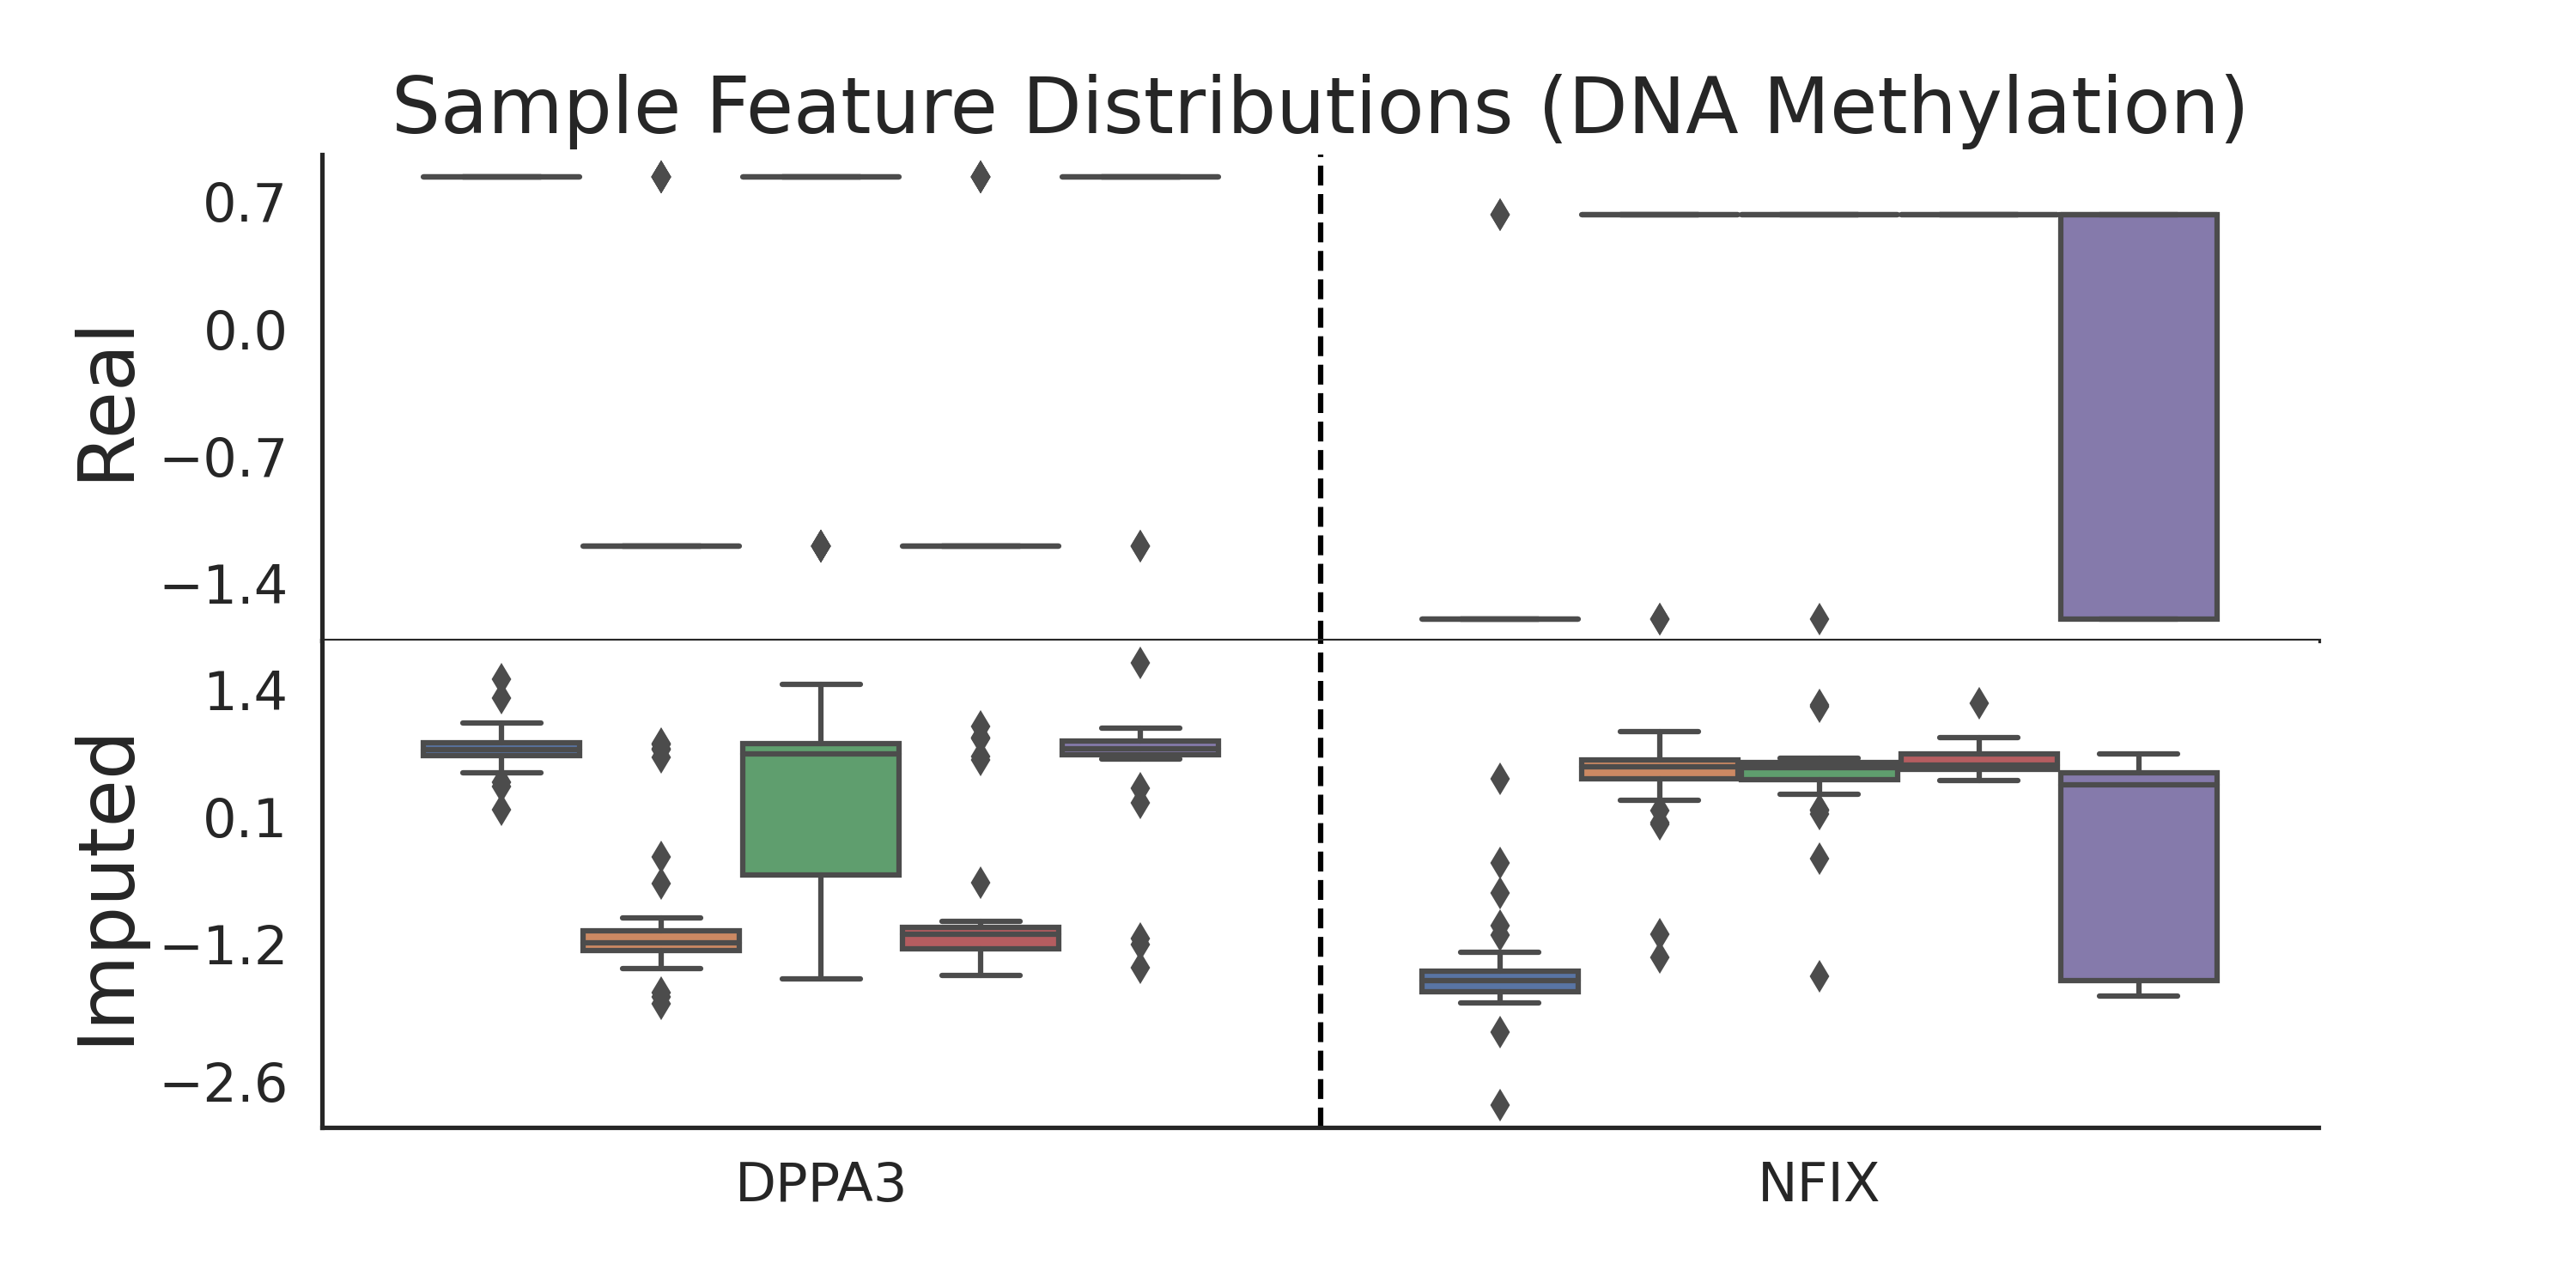 Sample Feature Distributions (DNA Methylation)
Real
0.7
0.0
−0.7
−1.4
Imputed
1.4
0.1
−1.2
−2.6
DPPA3 NFIX